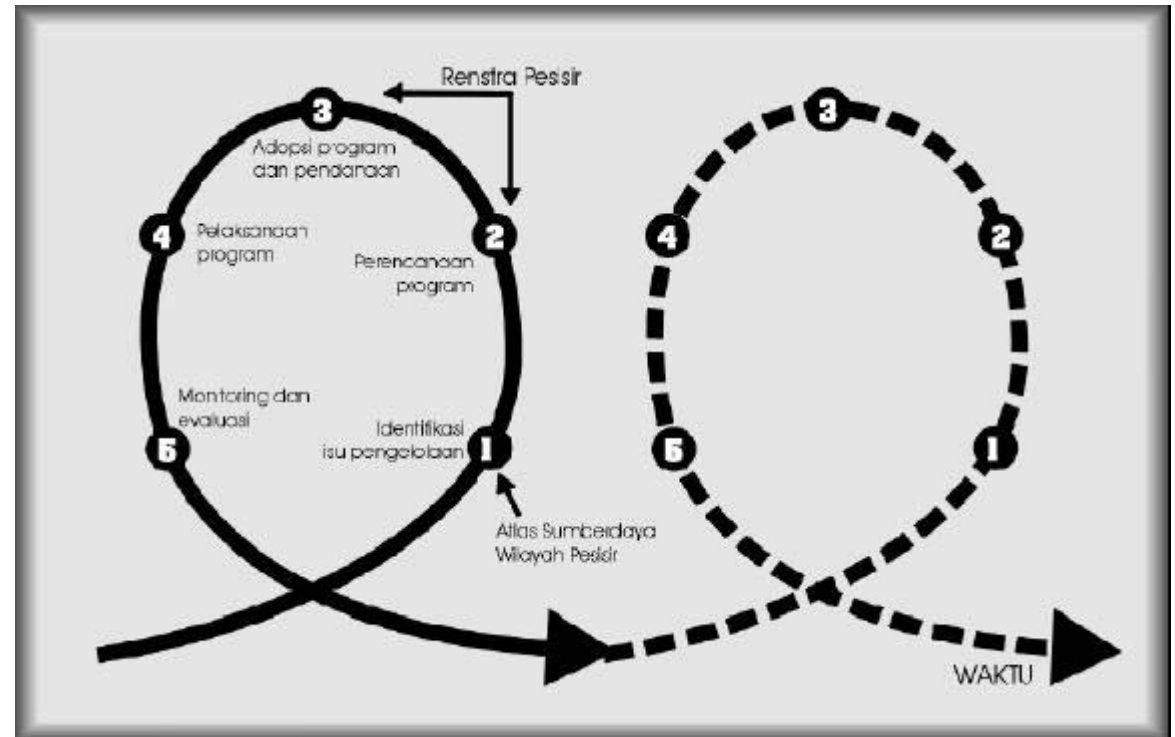 Renstra Pesisir
3
Adopsi program
dan pendanaan
4
Pelaksanaan
program
2
Perencanaan
program
Monitoring dan
evaluasi
5
Identifikasi
isu pengelolaan
1
Atlas Sumberdaya
Wilayah Pesisir
3
4
2
5
1
WAKTU